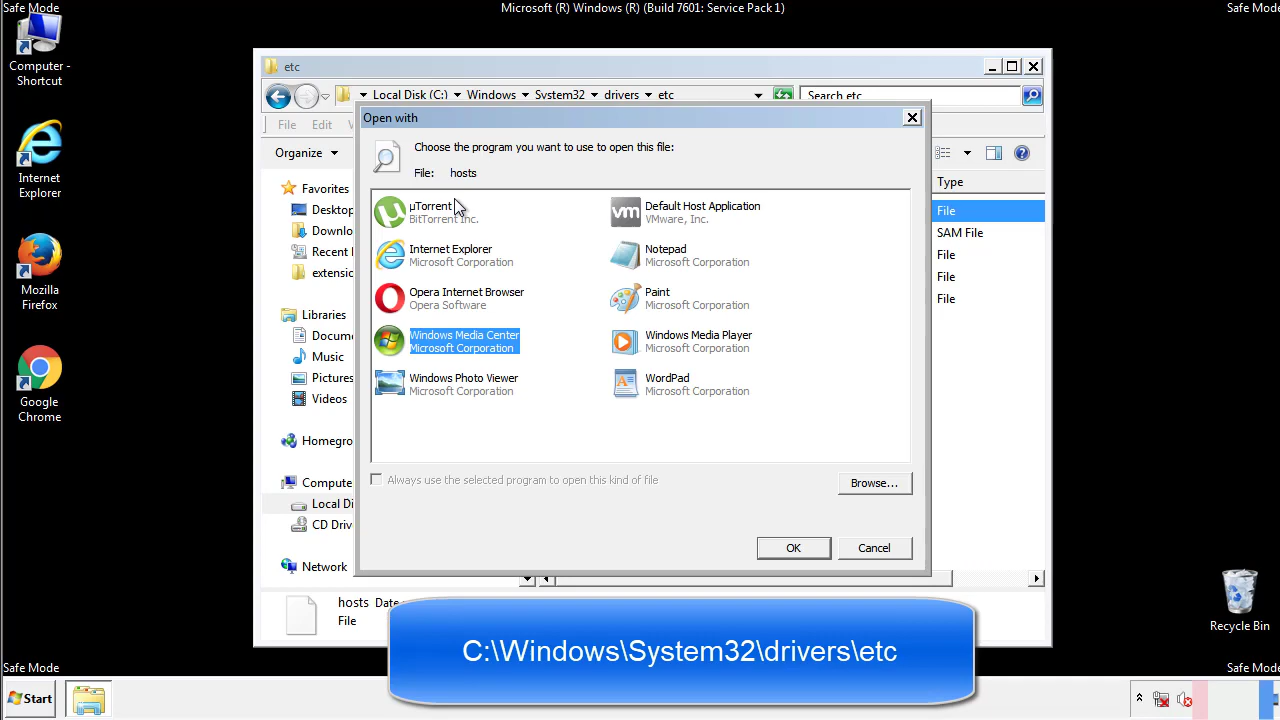 Safe Mode
Microsoft (R) Windows (R) (Build 7601: Service Pack 1)
Safe Mode
Computer - Shortcut
Internet Explorer
Mozilla Firefox
Google Chrome
etc
Local Disk (C:) Windows System32 drivers etc
Search etc
File Edit
Organize
Type
Favorites
Desktop
Recent
Libraries
Music
Pictures
Videos
Network
File
SAM File
File
File
File
Open with
Choose the program you want to use to open this file:
File: hosts
µTorrent
BitTorrent Inc.
Default Host Application
VMware, Inc.
Internet Explorer
Microsoft Corporation
Notepad
Microsoft Corporation
Opera Internet Browser
Opera Software
Paint
Microsoft Corporation
Windows Media Center
Microsoft Corporation
Windows Media Player
Microsoft Corporation
Windows Photo Viewer
Microsoft Corporation
WordPad
Microsoft Corporation
Always use the selected program to open this kind of file
Browse...
OK
Cancel
hosts
File
C:\Windows\System32\drivers\etc
Recycle Bin
Safe Mode
Safe Mode
Start